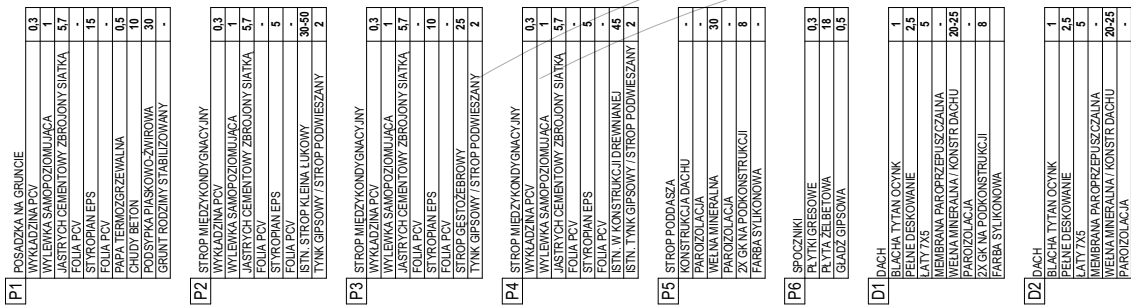 P1 POSADZKA NA GRUNCIE
WYKŁADZINA PCV 0,3
WYLEWKA SAMOPOZIOMUJĄCA 1
JASTRYCH CEMENTOWY ZBROJONY SIATKĄ 5,7
FOLIA PCV -
STYROPIAN EPS 15
FOLIA PCV -
PAPA TERMOZGRZEWALNA 0,5
CHUDY BETON 10
PODSYPKA PIASKOWO-ŻWIROWA 30
GRUNT RODZIMY STABILIZOWANY -
P2 STROP MIĘDZYKONDYGNACYJNY
WYKŁADZINA PCV 0,3
WYLEWKA SAMOPOZIOMUJĄCA 1
JASTRYCH CEMENTOWY ZBROJONY SIATKĄ 5,7
FOLIA PCV -
STYROPIAN EPS 5
FOLIA PCV -
ISTN. STROP KLEINA ŁUKOWY 30-50
TYNK GIPSOWY / STROP PODWIESZANY 2
P3 STROP MIĘDZYKONDYGNACYJNY
WYKŁADZINA PCV 0,3
WYLEWKA SAMOPOZIOMUJĄCA 1
JASTRYCH CEMENTOWY ZBROJONY SIATKĄ 5,7
FOLIA PCV -
STYROPIAN EPS 10
FOLIA PCV -
STROP GĘSTOŻEBROWY 25
TYNK GIPSOWY / STROP PODWIESZANY 2
P4 STROP MIĘDZYKONDYGNACYJNY
WYKŁADZINA PCV 0,3
WYLEWKA SAMOPOZIOMUJĄCA 1
JASTRYCH CEMENTOWY ZBROJONY SIATKĄ 5,7
FOLIA PCV -
STYROPIAN EPS 5
FOLIA PCV -
ISTN. W KONSTRUKCJI DREWNIANEJ 45
ISTN. TYNK GIPSOWY / STROP PODWIESZANY 2
P5 STROP PODDASZA
KONSTRUKCJA DACHU -
PAROIZOLACJA -
WEŁNA MINERALNA 30
PAROIZOLACJA -
2X GK NA PODKONSTRUKCJI 8
FARBA SYLIKONOWA -
P6 SPOCZNIKI
PŁYTKI GRESOWE 0,3
PŁYTA ŻELBETOWA 18
GŁADŹ GIPSOWA 0,5
D1 DACH
BLACHA TYTAN OCYNK 1
PEŁNE DESKOWANIE 2,5
ŁATY 7X5 5
MEMBRANA PAROPRZEPUSZCZALNA -
WEŁNA MINERALNA / KONSTR DACHU 20-25
PAROIZOLACJA -
2X GK NA PODKONSTRUKCJI 8
FARBA SYLIKONOWA -
D2 DACH
BLACHA TYTAN OCYNK 1
PEŁNE DESKOWANIE 2,5
ŁATY 7X5 5
MEMBRANA PAROPRZEPUSZCZALNA -
WEŁNA MINERALNA / KONSTR DACHU 20-25
PAROIZOLACJA -